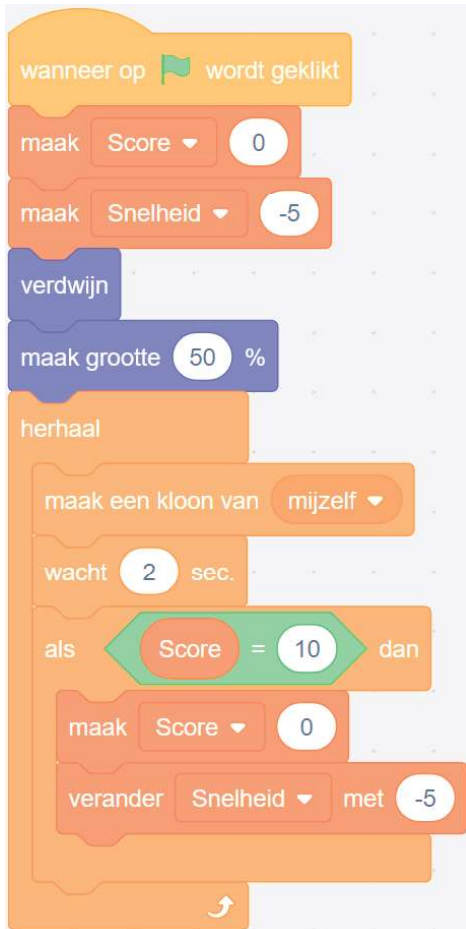 wanneer op wordt geklikt
maak Score 0
maak Snelheid -5
verdwijn
maak grootte 50 %
herhaal
maak een kloon van mijzelf
wacht 2 sec.
als Score = 10 dan
maak Score 0
verander Snelheid met -5